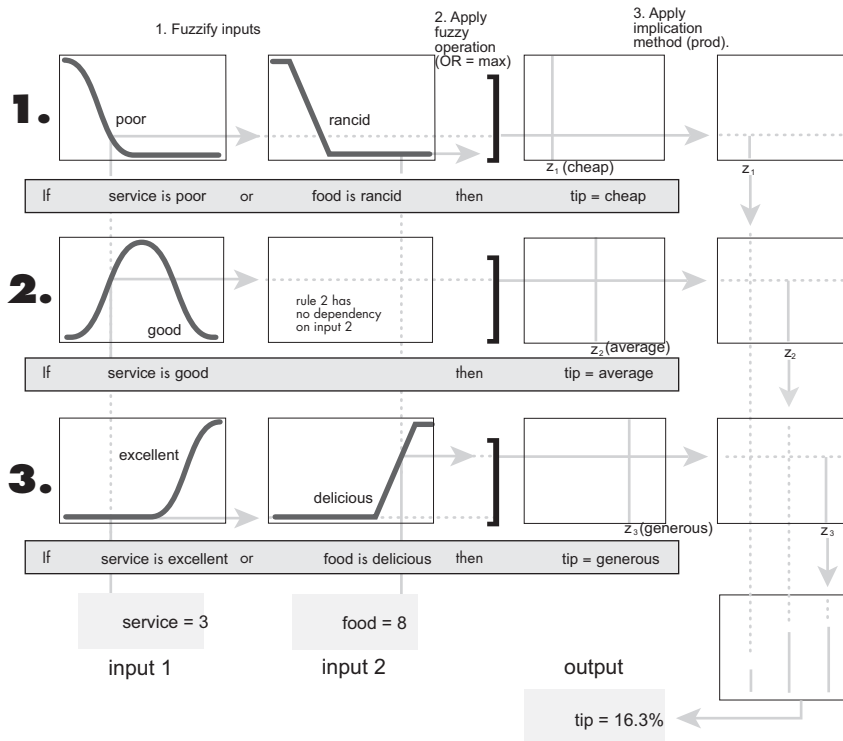 1. Fuzzify inputs
2. Apply
fuzzy
operation
(OR = max)
3. Apply
implication
method (prod).
1.
poor
rancid
z1 (cheap)
z1
If service is poor or food is rancid then tip = cheap
2.
good
rule 2 has
no dependency
on input 2
z2 (average)
z2
If service is good then tip = average
3.
excellent
delicious
z3 (generous)
z3
If service is excellent or food is delicious then tip = generous
service = 3
food = 8
input 1
input 2
output
tip = 16.3%